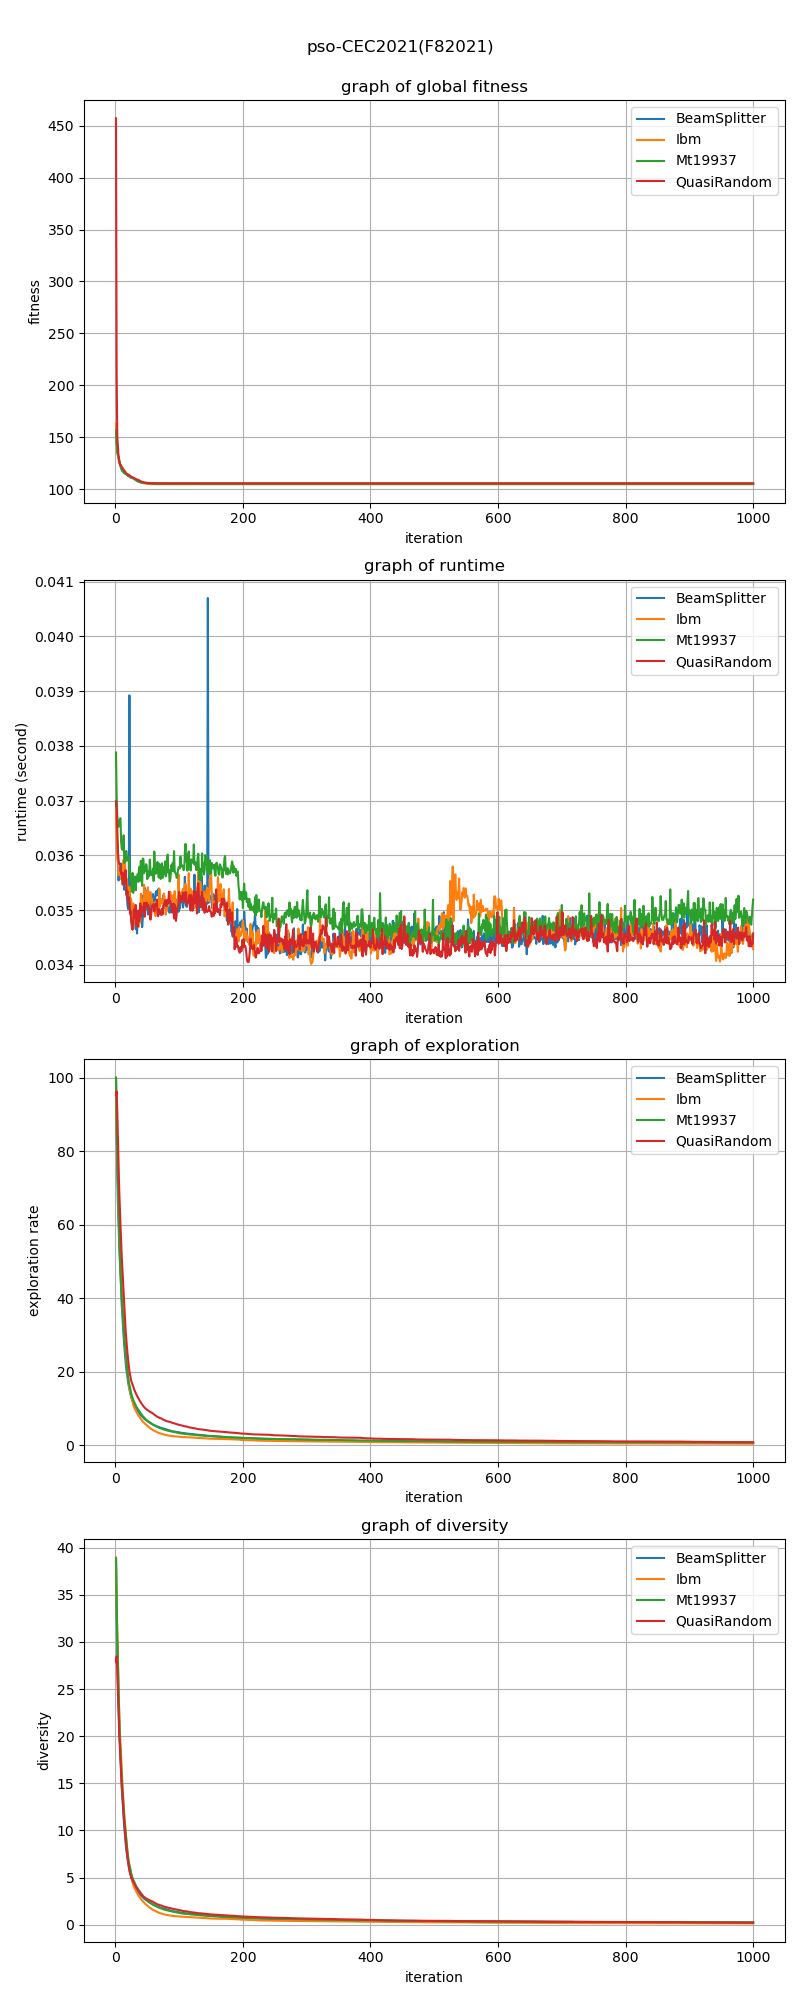 pso-CEC2021(F82021)
graph of global fitness
450
400
350
300
250
200
150
100
fitness
BeamSplitter
Ibm
Mt19937
QuasiRandom
0 200 400 600 800 1000
iteration
graph of runtime
0.041
0.040
0.039
0.038
0.037
0.036
0.035
0.034
runtime (second)
BeamSplitter
Ibm
Mt19937
QuasiRandom
0 200 400 600 800 1000
iteration
graph of exploration
100
80
60
40
20
0
exploration rate
BeamSplitter
Ibm
Mt19937
QuasiRandom
0 200 400 600 800 1000
iteration
graph of diversity
40
35
30
25
20
15
10
5
0
diversity
BeamSplitter
Ibm
Mt19937
QuasiRandom
0 200 400 600 800 1000
iteration